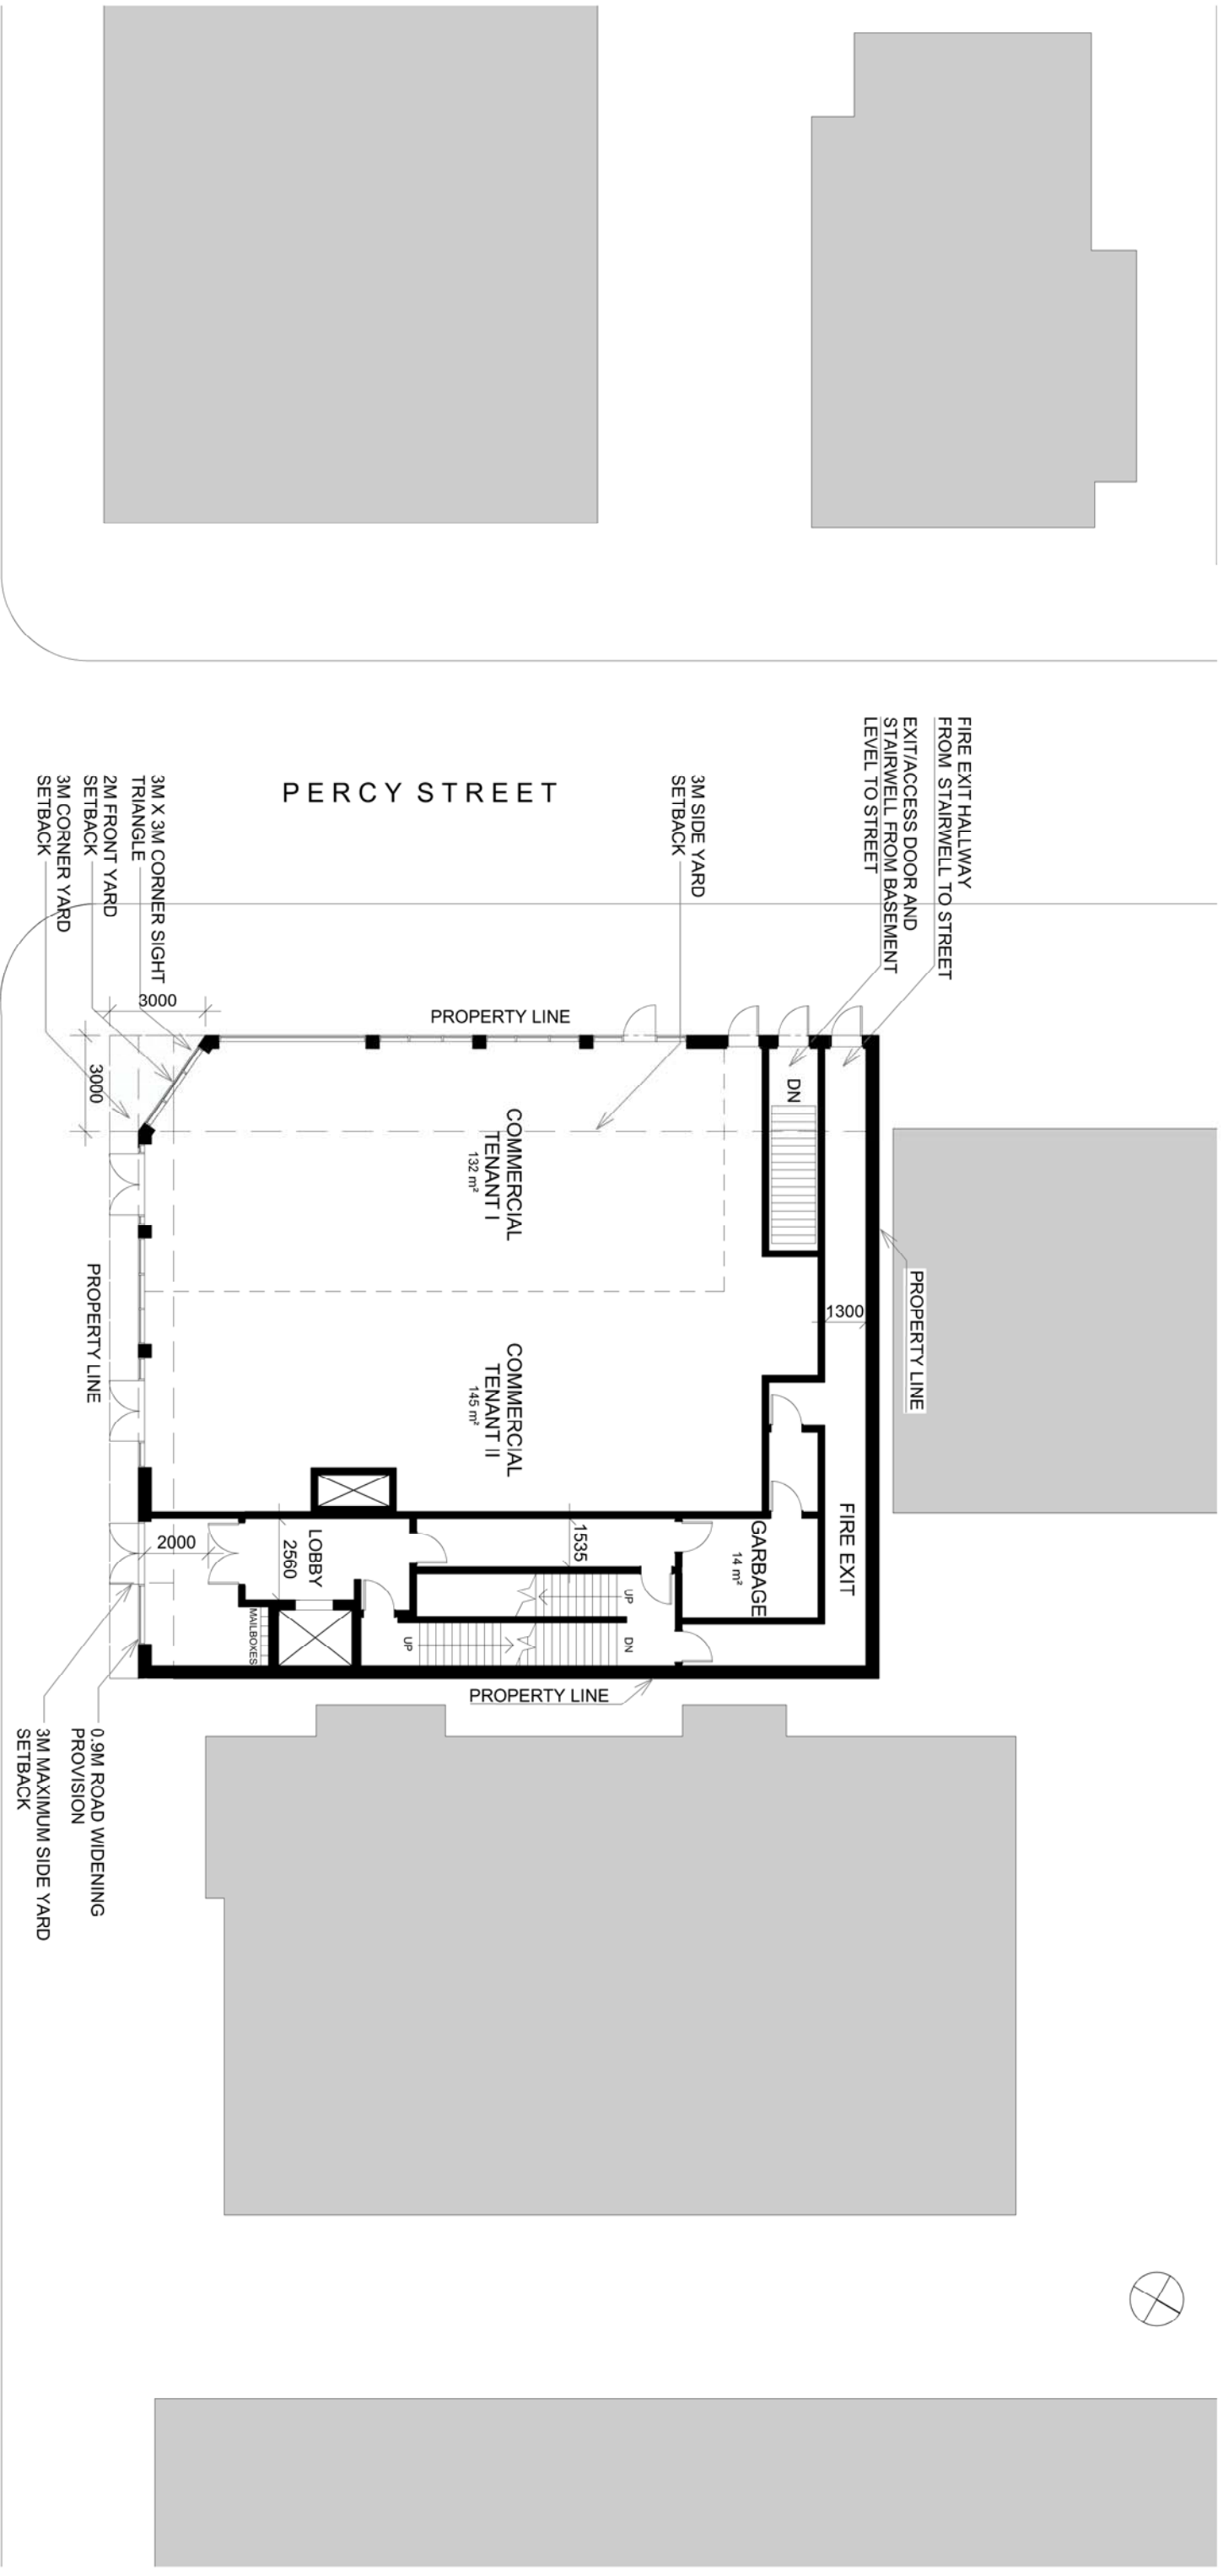 FIRE EXIT HALLWAY
FROM STAIRWELL TO STREET
EXIT/ACCESS DOOR AND
STAIRWELL FROM BASEMENT
LEVEL TO STREET
3M SIDE YARD
SETBACK
PERCY STREET
3M X 3M CORNER SIGHT
TRIANGLE
2M FRONT YARD
SETBACK
3M CORNER YARD
SETBACK
3000
3000
PROPERTY LINE
DN
COMMERCIAL
TENANT I
132 m²
PROPERTY LINE
PROPERTY LINE
1300
COMMERCIAL
TENANT II
145 m²
FIRE EXIT
GARBAGE
14 m²
1535
LOBBY
2560
2000
UP
DN
UP
MAILBOXES
PROPERTY LINE
0.9M ROAD WIDENING
PROVISION
3M MAXIMUM SIDE YARD
SETBACK